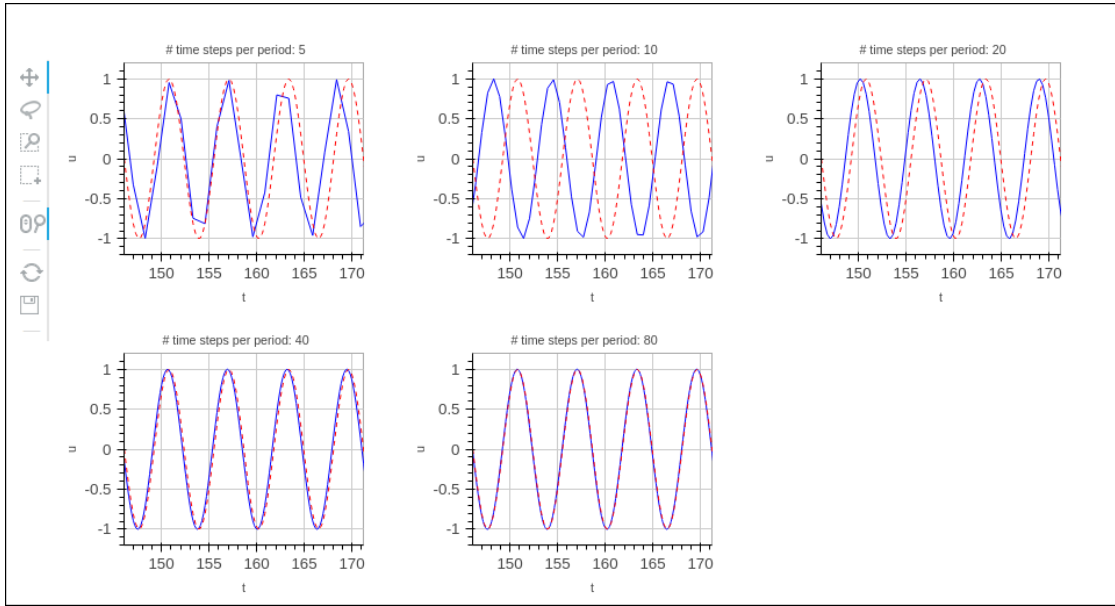 # time steps per period: 5
1
0.5
0
-0.5
-1
u
150 155 160 165 170
t
# time steps per period: 10
1
0.5
0
-0.5
-1
u
150 155 160 165 170
t
# time steps per period: 20
1
0.5
0
-0.5
-1
u
150 155 160 165 170
t
# time steps per period: 40
1
0.5
0
-0.5
-1
u
150 155 160 165 170
t
# time steps per period: 80
1
0.5
0
-0.5
-1
u
150 155 160 165 170
t